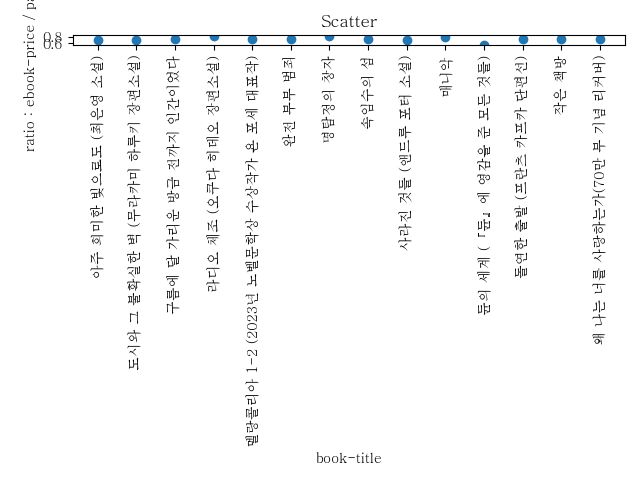 Scatter
0.8
0.6
ratio : ebook-price / pa
아주 희미한 빛으로도 (최은영 소설)
도시와 그 불확실한 벽 (무라카미 하루키 장편소설)
구름에 달 가리운 방금 전까지 인간이었다
라디오 체조 (오쿠다 히데오 장편소설)
멜랑콜리아 1-2 (2023년 노벨문학상 수상작가 욘 포세 대표작)
완전 부부 범죄
명탐정의 창자
속임수의 섬
사라진 것들 (앤드루 포터 소설)
매니악
듄의 세계 (『듄』에 영감을 준 모든 것들)
돌연한 출발 (프란츠 카프카 단편선)
작은 책방
왜 나는 너를 사랑하는가(70만 부 기념 리커버)
book-title